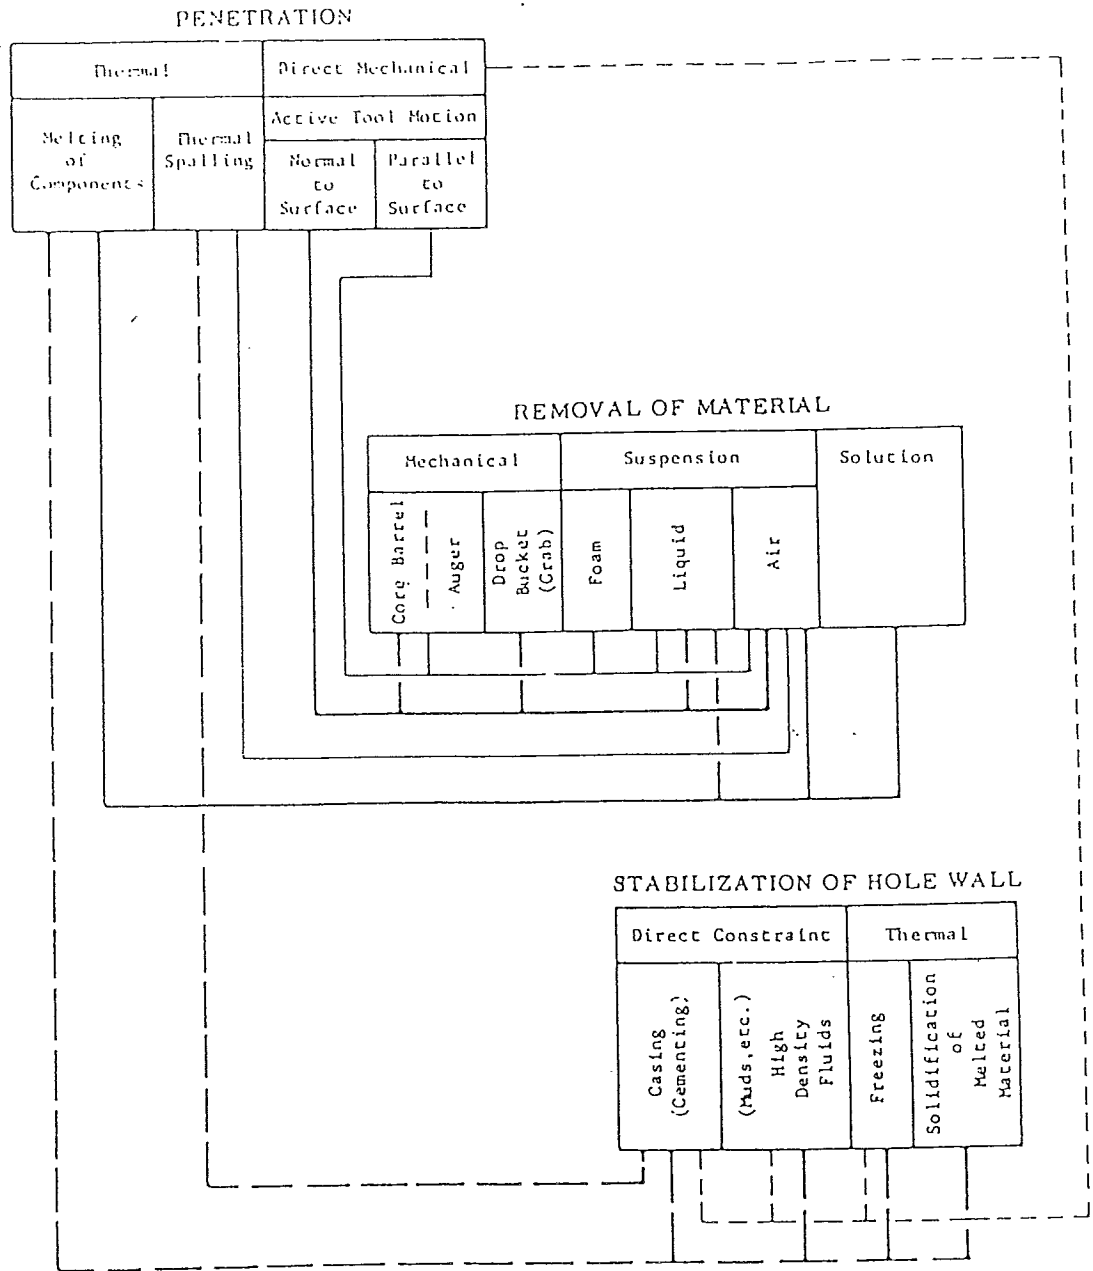 PENETRATION
Thermal
Direct Mechanical
Melting
of
Components
Thermal
Spalling
Active Tool Motion
Normal
to
Surface
Parallel
to
Surface
REMOVAL OF MATERIAL
Mechanical
Suspension
Solution
Core Barrel
Auger
Drop
Bucket
(Grab)
Foam
Liquid
Air
STABILIZATION OF HOLE WALL
Direct Constraint
Thermal
Casing
(Cementing)
(Muds,etc.)
High
Density
Fluids
Freezing
Solidification
of
Melted
Material